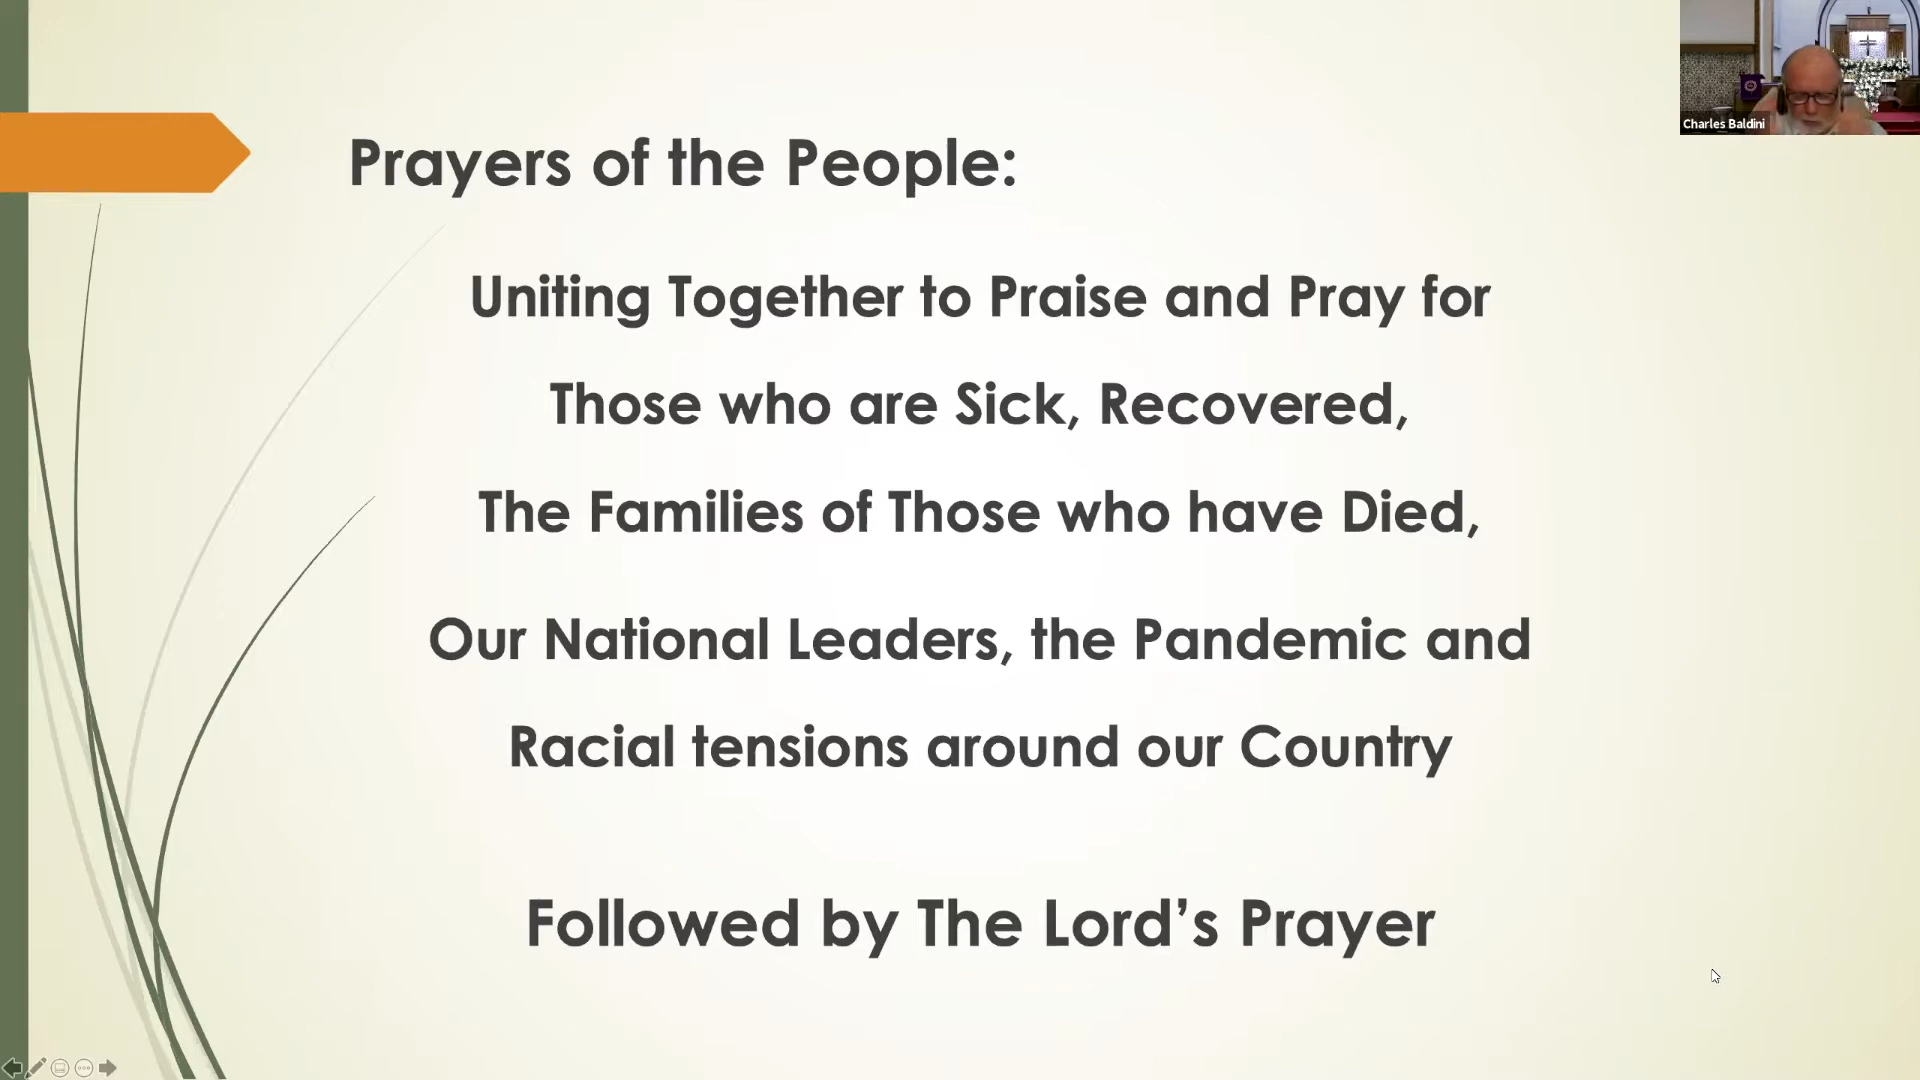 Charles Baldini
Prayers of the People:
Uniting Together to Praise and Pray for
Those who are Sick, Recovered,
The Families of Those who have Died,
Our National Leaders, the Pandemic and
Racial tensions around our Country
Followed by The Lord’s Prayer